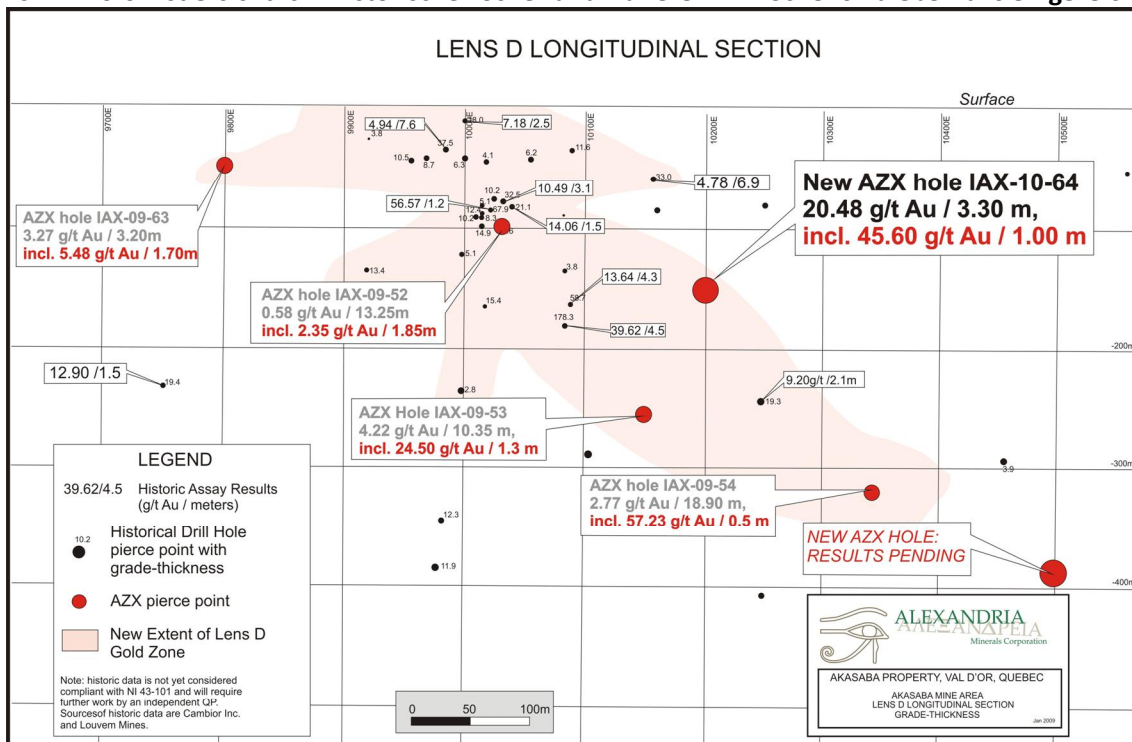 LENS D LONGITUDINAL SECTION
Surface
9700E
9800E
9900E
10000E
10100E
10200E
10300E
10400E
10500E
4.94 /7.6
7.18 /2.5
3.8
37.5
11.6
10.5
8.7
6.3
4.1
6.2
33.0
4.78 /6.9
10.49 /3.1
56.57 /1.2
10.2
32.5
5.1
67.9
21.1
10.2
8.3
14.9
14.06 /1.5
5.1
13.4
3.8
13.64 /4.3
15.4
178.3
39.62 /4.5
New AZX hole IAX-10-64
20.48 g/t Au / 3.30 m,
incl. 45.60 g/t Au / 1.00 m
AZX hole IAX-09-63
3.27 g/t Au / 3.20m
incl. 5.48 g/t Au / 1.70m
AZX hole IAX-09-52
0.58 g/t Au / 13.25m
incl. 2.35 g/t Au / 1.85m
-200m
12.90 /1.5
19.4
2.8
9.20g/t /2.1m
19.3
AZX Hole IAX-09-53
4.22 g/t Au / 10.35 m,
incl. 24.50 g/t Au / 1.3 m
-300m
3.9
AZX hole IAX-09-54
2.77 g/t Au / 18.90 m,
incl. 57.23 g/t Au / 0.5 m
12.3
11.9
NEW AZX HOLE:
RESULTS PENDING
-400m
LEGEND
39.62/4.5 Historic Assay Results
(g/t Au / meters)
10.2
Historical Drill Hole
pierce point with
grade-thickness
AZX pierce point
New Extent of Lens D
Gold Zone
Note: historic data is not yet considered
compliant with NI 43-101 and will require
further work by an independent QP.
Sourcesof historic data are Cambior Inc.
and Louvem Mines.
0 50 100m
ALEXANDRIA
ΑΛΕΞΑΝΔΡΕΙΑ
Minerals Corporation
AKASABA PROPERTY, VAL D'OR, QUEBEC
AKASABA MINE AREA
LENS D LONGITUDINAL SECTION
GRADE-THICKNESS
Jan 2009